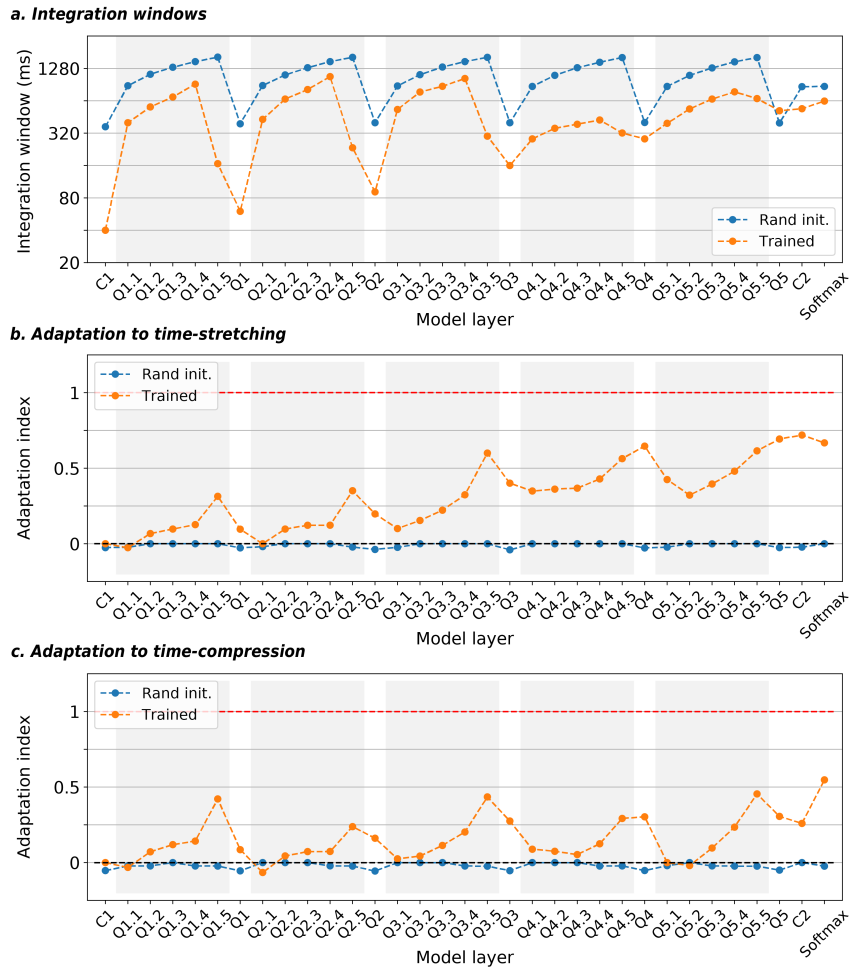 a. Integration windows
Integration window (ms)
1280
320
80
20
Rand init.
Trained
C1 Q1.1 Q1.2 Q1.3 Q1.4 Q1.5 Q1 Q2.1 Q2.2 Q2.3 Q2.4 Q2.5 Q2 Q3.1 Q3.2 Q3.3 Q3.4 Q3.5 Q3 Q4.1 Q4.2 Q4.3 Q4.4 Q4.5 Q4 Q5.1 Q5.2 Q5.3 Q5.4 Q5.5 Q5 C2 Softmax
Model layer
b. Adaptation to time-stretching
Adaptation index
1
0.5
0
Rand init.
Trained
C1 Q1.1 Q1.2 Q1.3 Q1.4 Q1.5 Q1 Q2.1 Q2.2 Q2.3 Q2.4 Q2.5 Q2 Q3.1 Q3.2 Q3.3 Q3.4 Q3.5 Q3 Q4.1 Q4.2 Q4.3 Q4.4 Q4.5 Q4 Q5.1 Q5.2 Q5.3 Q5.4 Q5.5 Q5 C2 Softmax
Model layer
c. Adaptation to time-compression
Adaptation index
1
0.5
0
Rand init.
Trained
C1 Q1.1 Q1.2 Q1.3 Q1.4 Q1.5 Q1 Q2.1 Q2.2 Q2.3 Q2.4 Q2.5 Q2 Q3.1 Q3.2 Q3.3 Q3.4 Q3.5 Q3 Q4.1 Q4.2 Q4.3 Q4.4 Q4.5 Q4 Q5.1 Q5.2 Q5.3 Q5.4 Q5.5 Q5 C2 Softmax
Model layer